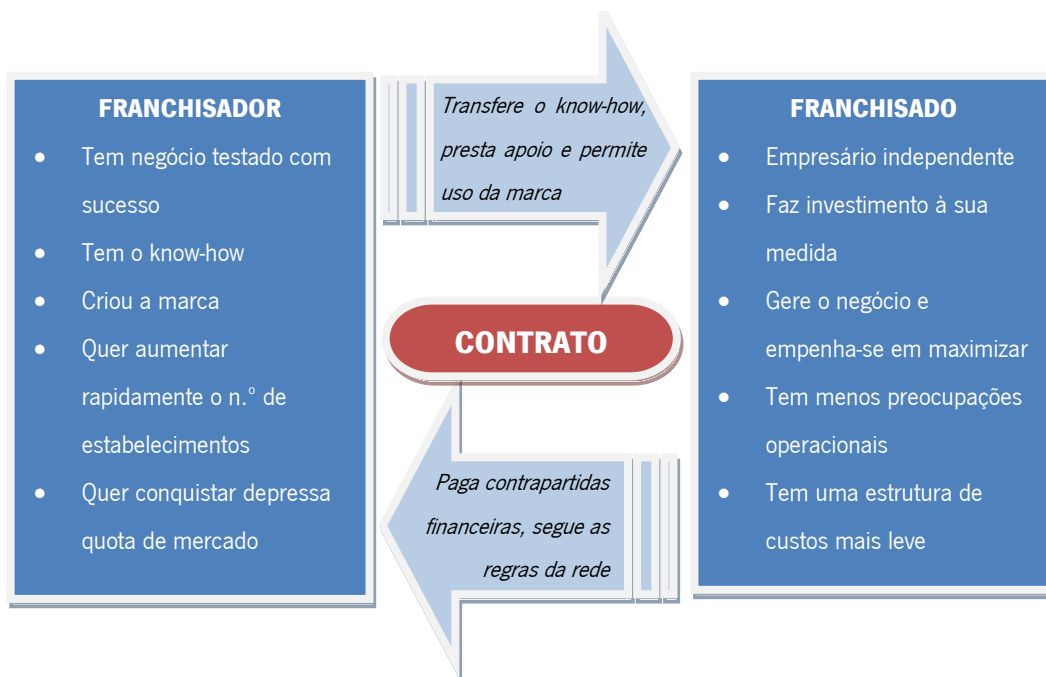 FRANCHISADOR
• Tem negócio testado com
sucesso
• Tem o know-how
• Criou a marca
• Quer aumentar
rapidamente o n.º de
estabelecimentos
• Quer conquistar depressa
quota de mercado
Transfere o know-how,
presta apoio e permite
uso da marca
CONTRATO
Paga contrapartidas
financeiras, segue as
regras da rede
FRANCHISADO
• Empresário independente
• Faz investimento à sua
medida
• Gere o negócio e
empenha-se em maximizar
• Tem menos preocupações
operacionais
• Tem uma estrutura de
custos mais leve